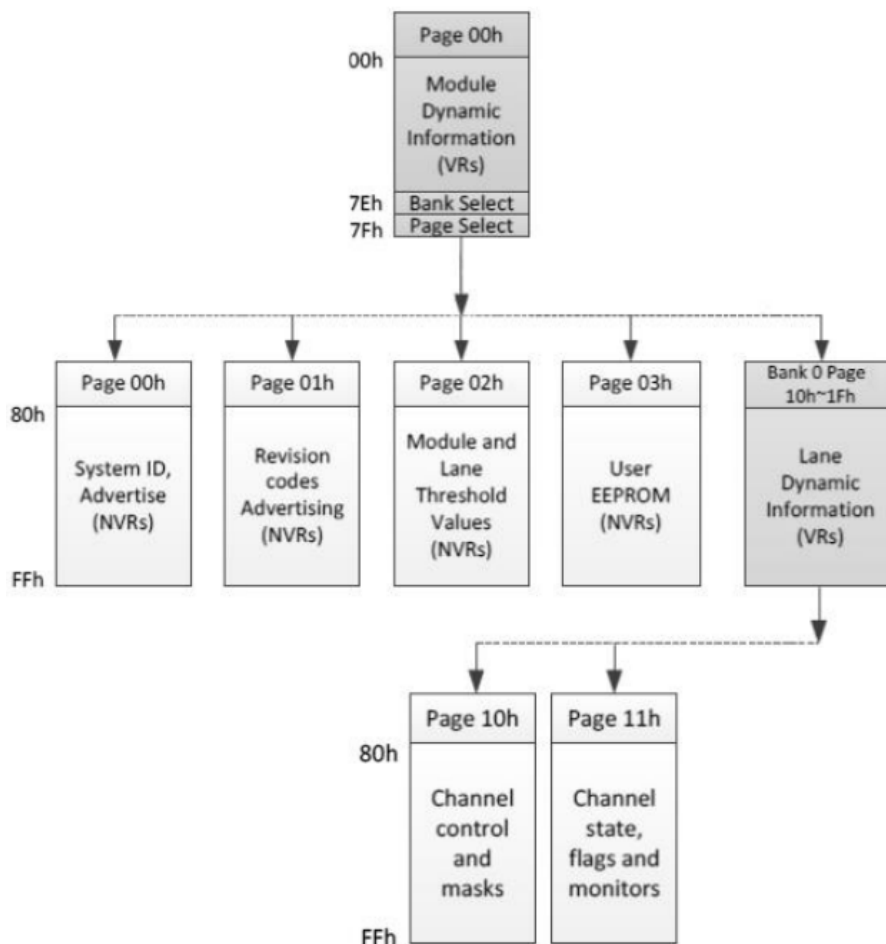 Page 00h
00h
Module
Dynamic
Information
(VRs)
7Eh
Bank Select
7Fh
Page Select
Page 00h
Page 01h
Page 02h
Page 03h
Bank 0 Page
10h~1Fh
80h
System ID,
Advertise
(NVRs)
Revision
codes
Advertising
(NVRs)
Module and
Lane
Threshold
Values
(NVRs)
User
EEPROM
(NVRs)
Lane
Dynamic
Information
(VRs)
FFh
Page 10h
Page 11h
80h
Channel
control
and
masks
Channel
state,
flags and
monitors
FFh